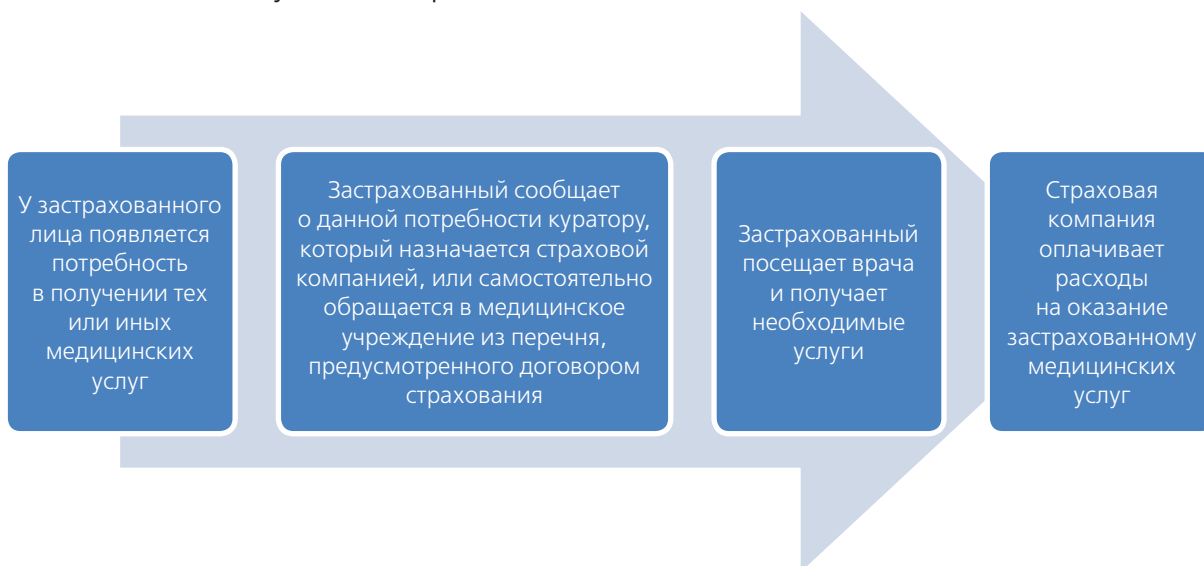 У застрахованного
лица появляется
потребность
в получении тех
или иных
медицинских
услуг
Застрахованный сообщает
о данной потребности куратору,
который назначается страховой
компанией, или самостоятельно
обращается в медицинское
учреждение из перечня,
предусмотренного договором
страхования
Застрахованный
посещает врача
и получает
необходимые
услуги
Страховая
компания
оплачивает
расходы
на оказание
застрахованному
медицинских
услуг